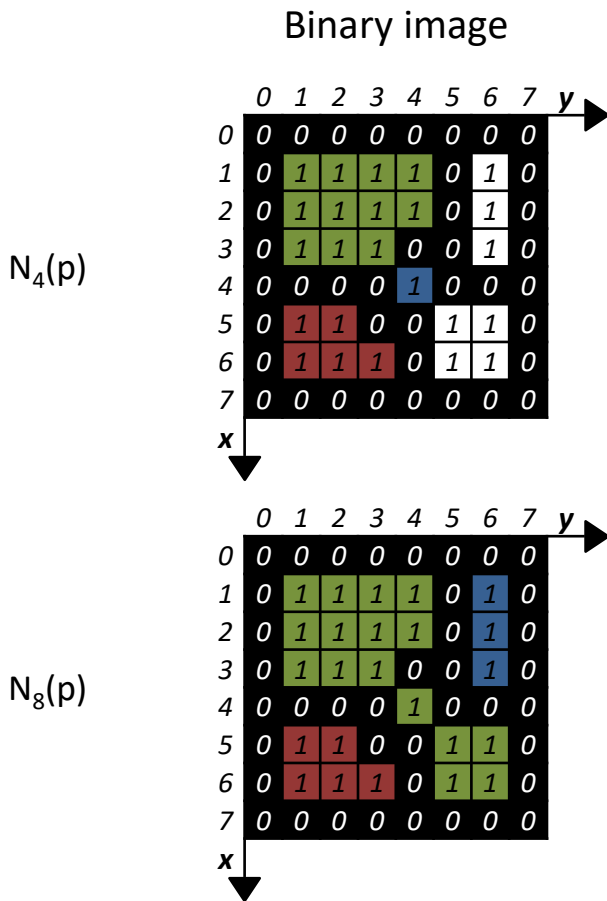 Binary image
0 1 2 3 4 5 6 7 y
0 0 0 0 0 0 0 0 0
1 0 1 1 1 1 0 1 0
2 0 1 1 1 1 0 1 0
3 0 1 1 1 0 0 1 0
N4(p)
4 0 0 0 0 1 0 0 0
5 0 1 1 0 0 1 1 0
6 0 1 1 1 0 1 1 0
7 0 0 0 0 0 0 0 0
x
0 1 2 3 4 5 6 7 y
0 0 0 0 0 0 0 0 0
1 0 1 1 1 1 0 1 0
2 0 1 1 1 1 0 1 0
3 0 1 1 1 0 0 1 0
N8(p)
4 0 0 0 0 1 0 0 0
5 0 1 1 0 0 1 1 0
6 0 1 1 1 0 1 1 0
7 0 0 0 0 0 0 0 0
x